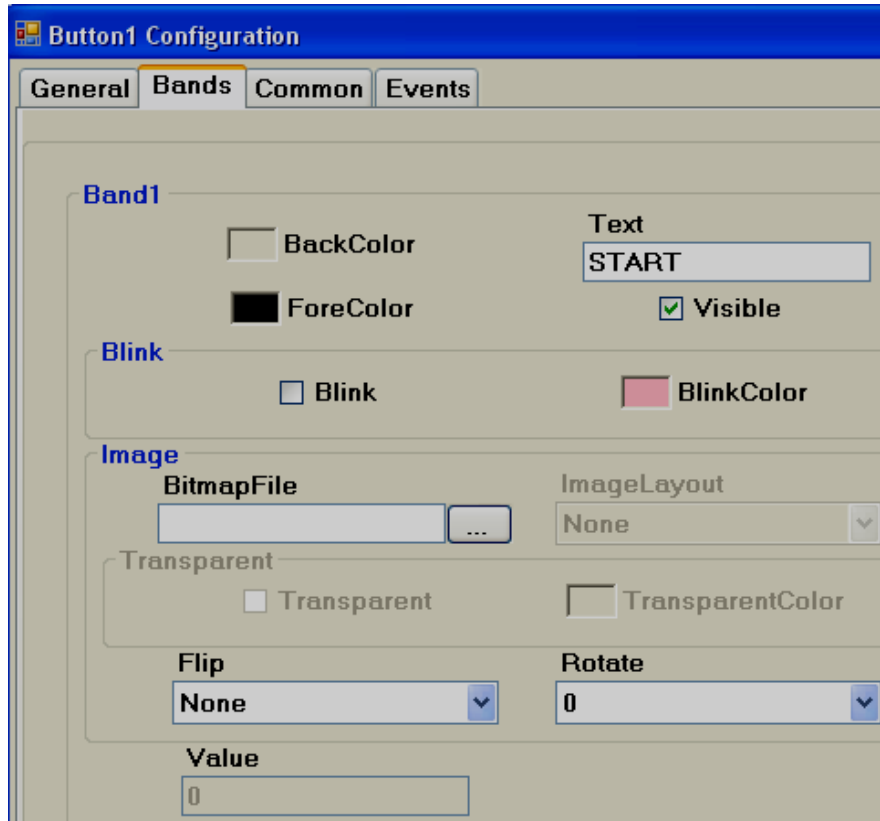 Button1 Configuration
General Bands Common Events
Band1
BackColor
Text
START
ForeColor
Visible
Blink
Blink
BlinkColor
Image
BitmapFile
ImageLayout
...
None
Transparent
Transparent
TransparentColor
Flip
Rotate
None
0
Value
0